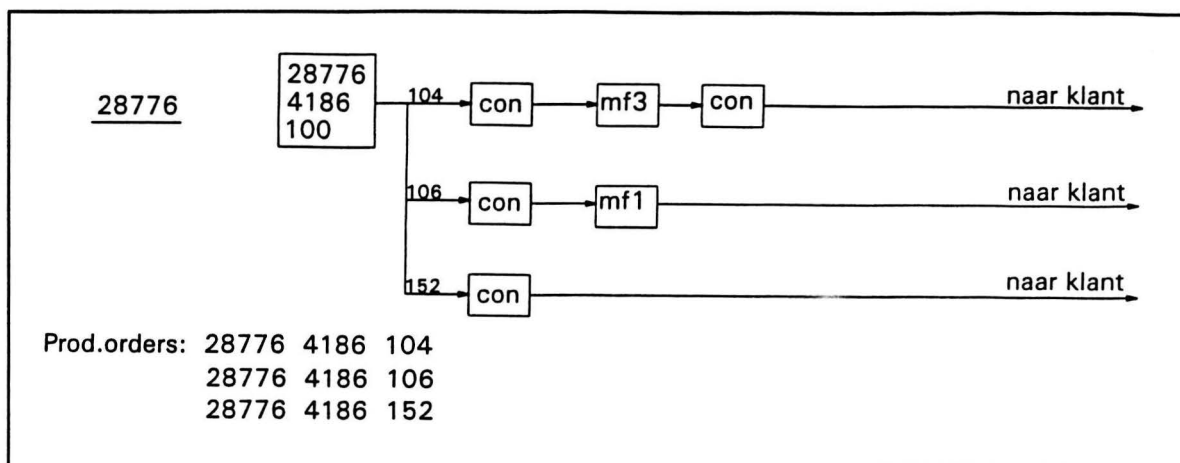 28776
28776
4186
100
104 con mf3 con naar klant
106 con mf1 naar klant
152 con naar klant
Prod.orders: 28776 4186 104
28776 4186 106
28776 4186 152